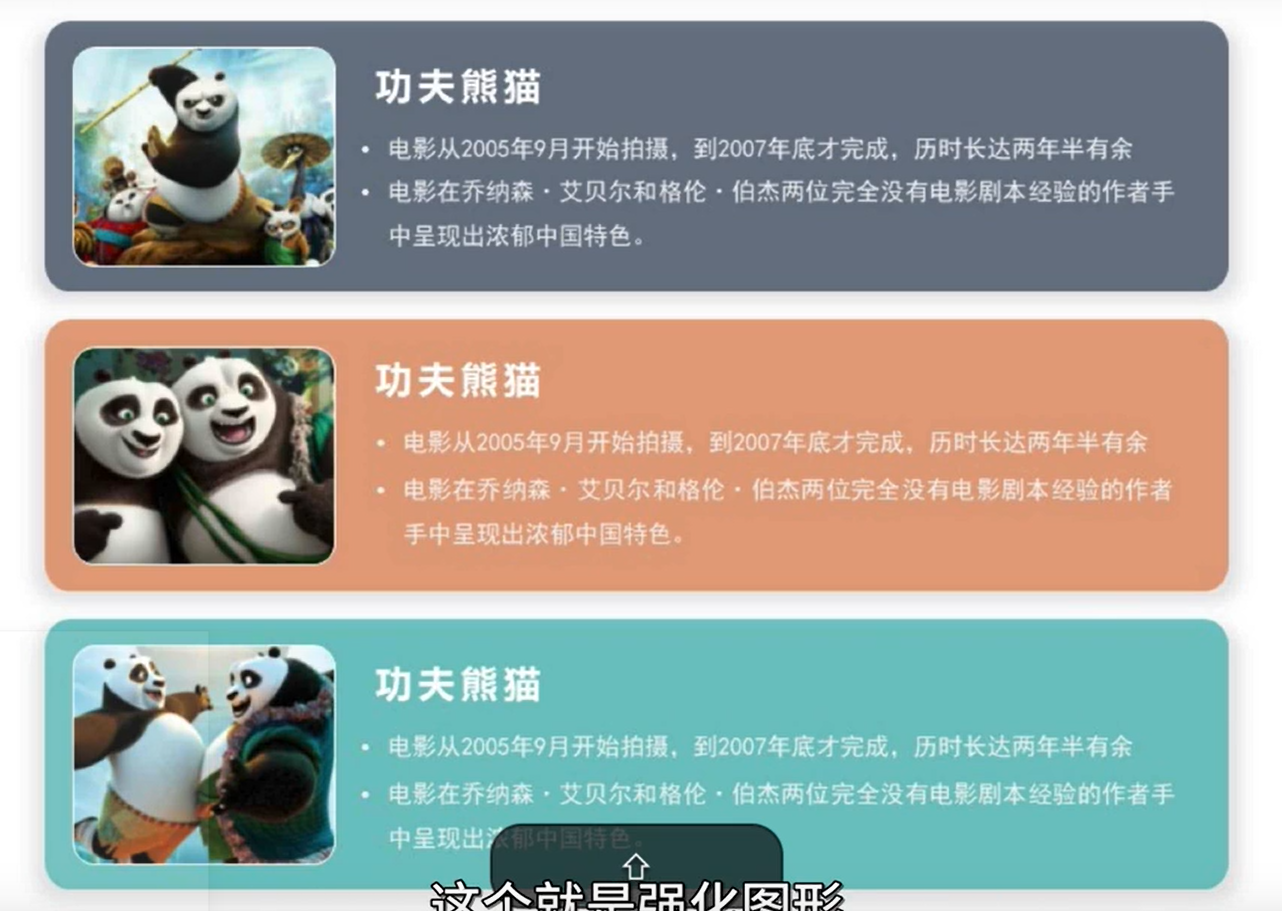 功夫熊猫
• 电影从2005年9月开始拍摄，到2007年底才完成，历时长达两年半有余
• 电影在乔纳森·艾贝尔和格伦·伯杰两位完全没有电影剧本经验的作者手
中呈现出浓郁中国特色。
功夫熊猫
• 电影从2005年9月开始拍摄，到2007年底才完成，历时长达两年半有余
• 电影在乔纳森·艾贝尔和格伦·伯杰两位完全没有电影剧本经验的作者
手中呈现出浓郁中国特色。
功夫熊猫
• 电影从2005年9月开始拍摄，到2007年底才完成，历时长达两年半有余
• 电影在乔纳森·艾贝尔和格伦·伯杰两位完全没有电影剧本经验的作者手
中呈现出浓郁中国特色。
这个就是强化图形